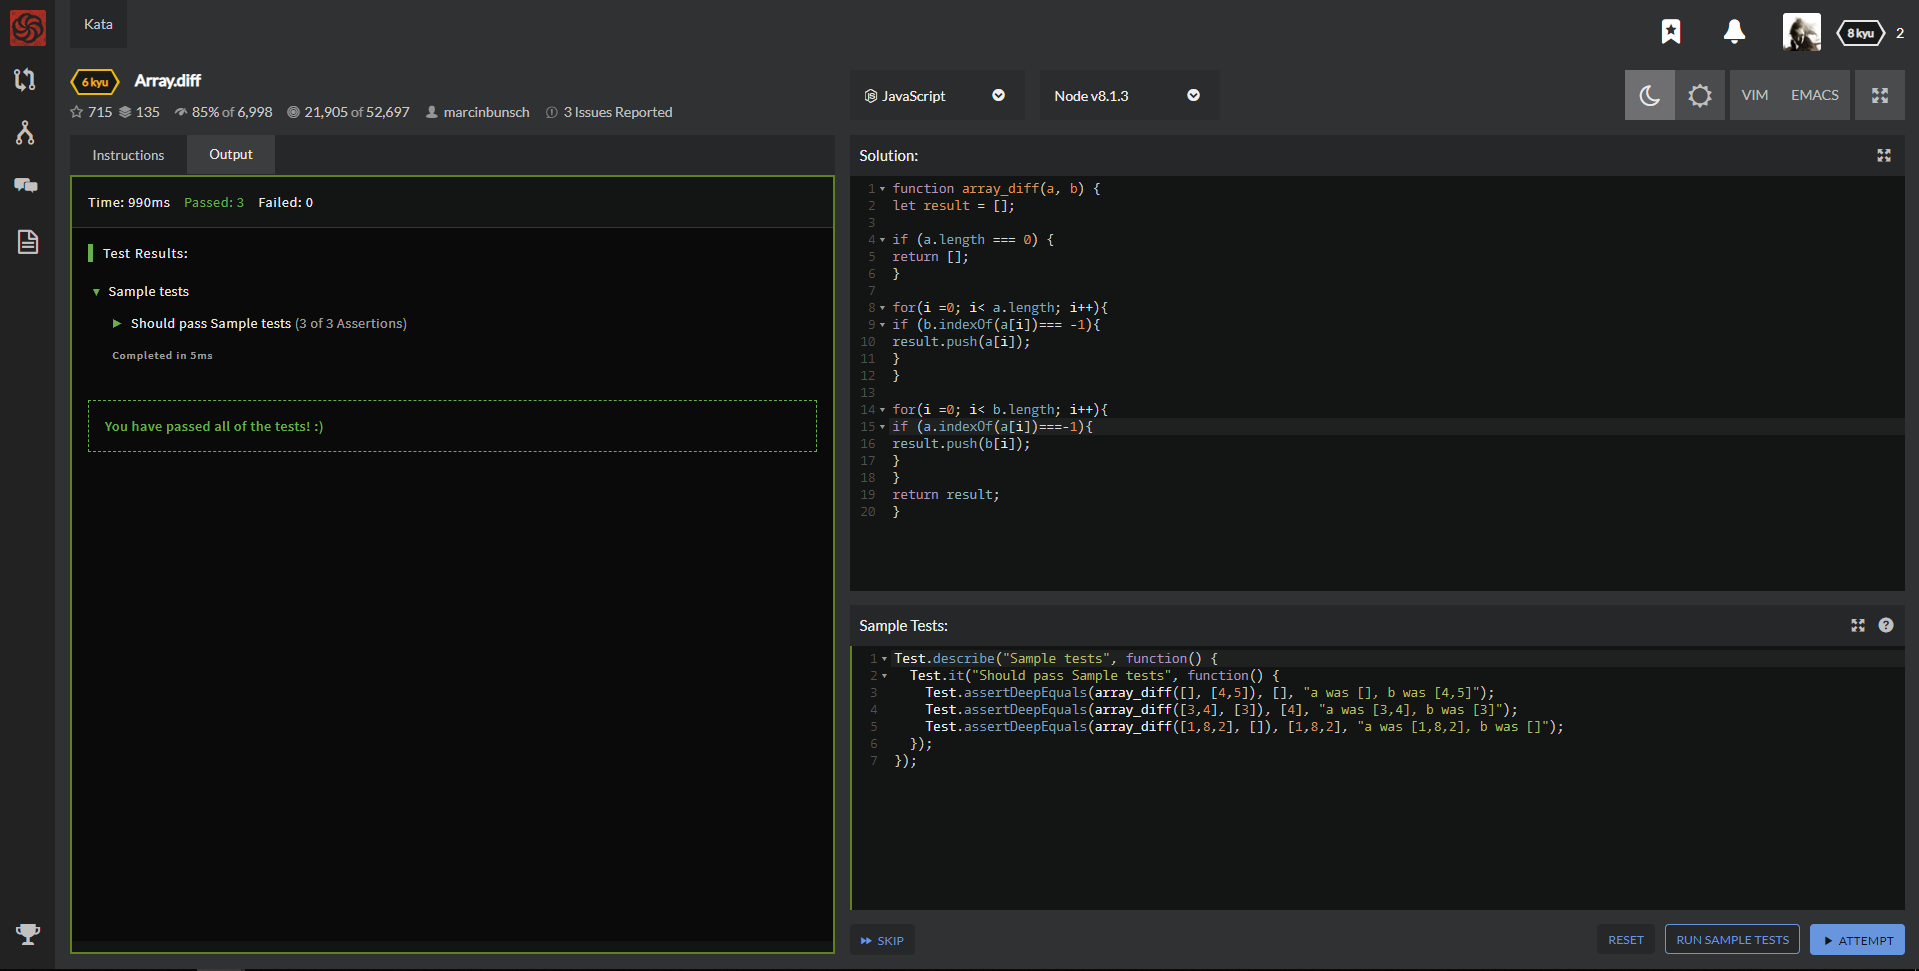 Kata
8 kyu 2
6 kyu Array.diff
715 135 85% of 6,998 21,905 of 52,697 marcinbunsch 3 Issues Reported
JavaScript Node v8.1.3 VIM EMACS
Instructions Output
Time: 990ms Passed: 3 Failed: 0
Test Results:
Sample tests
Should pass Sample tests (3 of 3 Assertions)
Completed in 5ms
You have passed all of the tests! :)
Solution:
1 function array_diff(a, b) {
2 let result = [];
3
4 if (a.length === 0) {
5 return [];
6 }
7
8 for(i =0; i< a.length; i++){
9 if (b.indexOf(a[i])=== -1){
10 result.push(a[i]);
11 }
12 }
13
14 for(i =0; i< b.length; i++){
15 if (a.indexOf(a[i])===-1){
16 result.push(b[i]);
17 }
18 }
19 return result;
20 }
Sample Tests:
1 Test.describe("Sample tests", function() {
2 Test.it("Should pass Sample tests", function() {
3 Test.assertDeepEquals(array_diff([], [4,5]), [], "a was [], b was [4,5]");
4 Test.assertDeepEquals(array_diff([3,4], [3]), [4], "a was [3,4], b was [3]");
5 Test.assertDeepEquals(array_diff([1,8,2], []), [1,8,2], "a was [1,8,2], b was []");
6 });
7 });
SKIP RESET RUN SAMPLE TESTS ATTEMPT